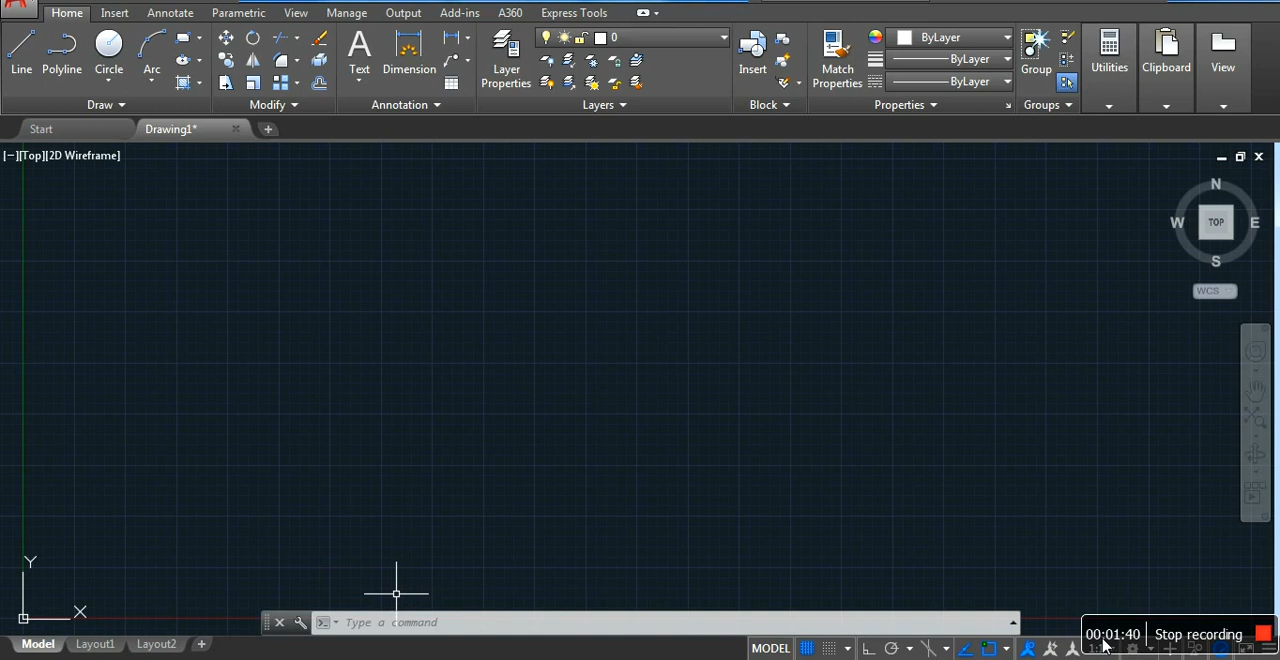 Home Insert Annotate Parametric View Manage Output Add-ins A360 Express Tools
Line Polyline Circle Arc
Text Dimension
Layer Properties
0
Insert
Match Properties
ByLayer
ByLayer
ByLayer
Group
Utilities
Clipboard
View
Draw Modify Annotation Layers Block Properties Groups
Start Drawing1*
[−][Top][2D Wireframe]
N
W TOP E
S
WCS
Y
X
Type a command
00:01:40 Stop recording
Model Layout1 Layout2
MODEL